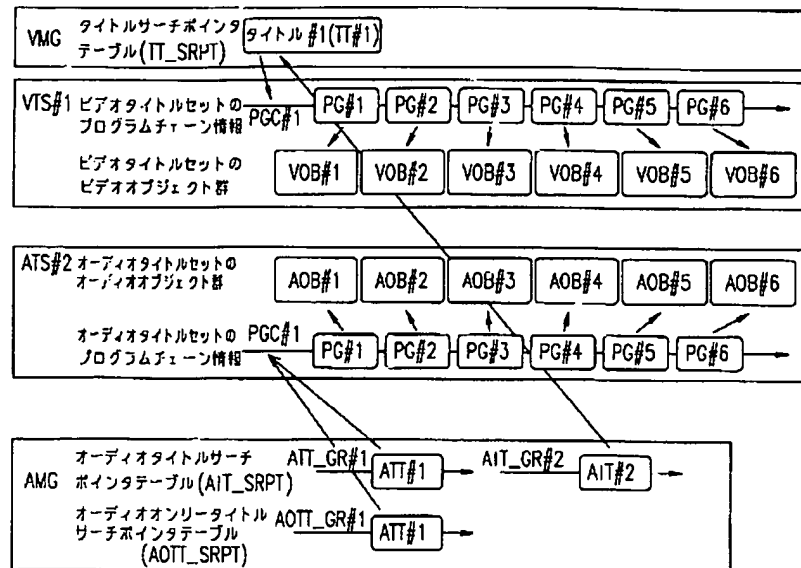 VMG タイトルサーチポインタ
テーブル(TT_SRPT)
タイトル#1(TT#1)
VTS#1 ビデオタイトルセットの
プログラムチェーン情報
PGC#1
PG#1 PG#2 PG#3 PG#4 PG#5 PG#6
ビデオタイトルセットの
ビデオオブジェクト群
VOB#1 VOB#2 VOB#3 VOB#4 VOB#5 VOB#6
ATS#2 オーディオタイトルセットの
オーディオオブジェクト群
AOB#1 AOB#2 AOB#3 AOB#4 AOB#5 AOB#6
オーディオタイトルセットの
プログラムチェーン情報
PGC#1
PG#1 PG#2 PG#3 PG#4 PG#5 PG#6
AMG オーディオタイトルサーチ
ポインタテーブル(AIT_SRPT)
ATT_GR#1 ATT#1 AIT_GR#2 AIT#2
オーディオオンリータイトル
サーチポインタテーブル
(AOTT_SRPT)
AOTT_GR#1 ATT#1